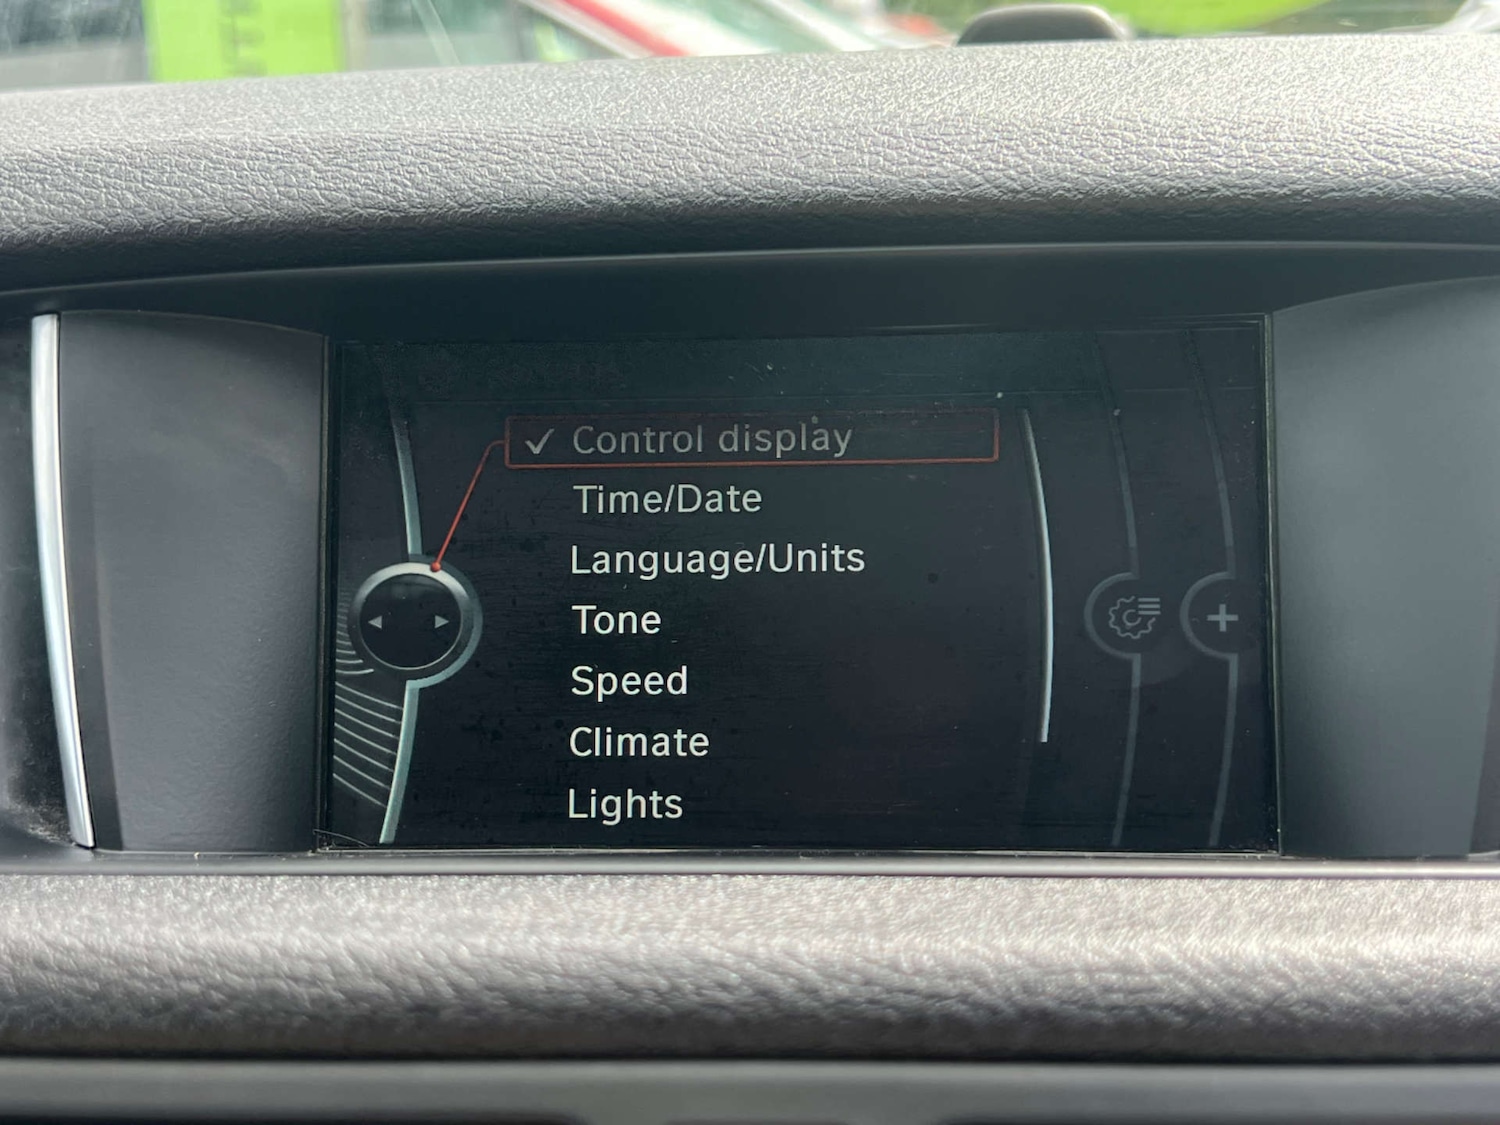 ✓ Control display
Time/Date
Language/Units
Tone
Speed
Climate
Lights